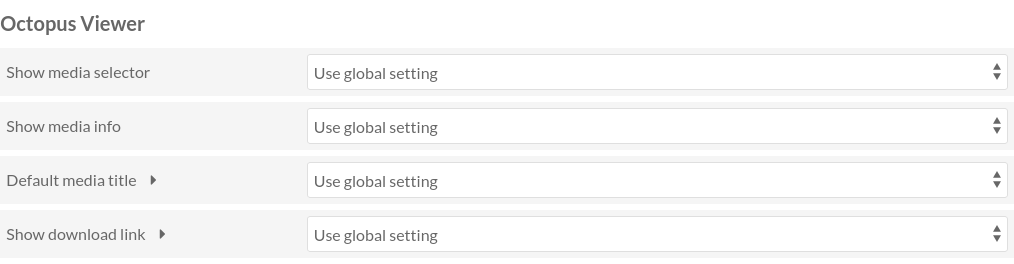 Octopus Viewer
Show media selector Use global setting
Show media info Use global setting
Default media title Use global setting
Show download link Use global setting